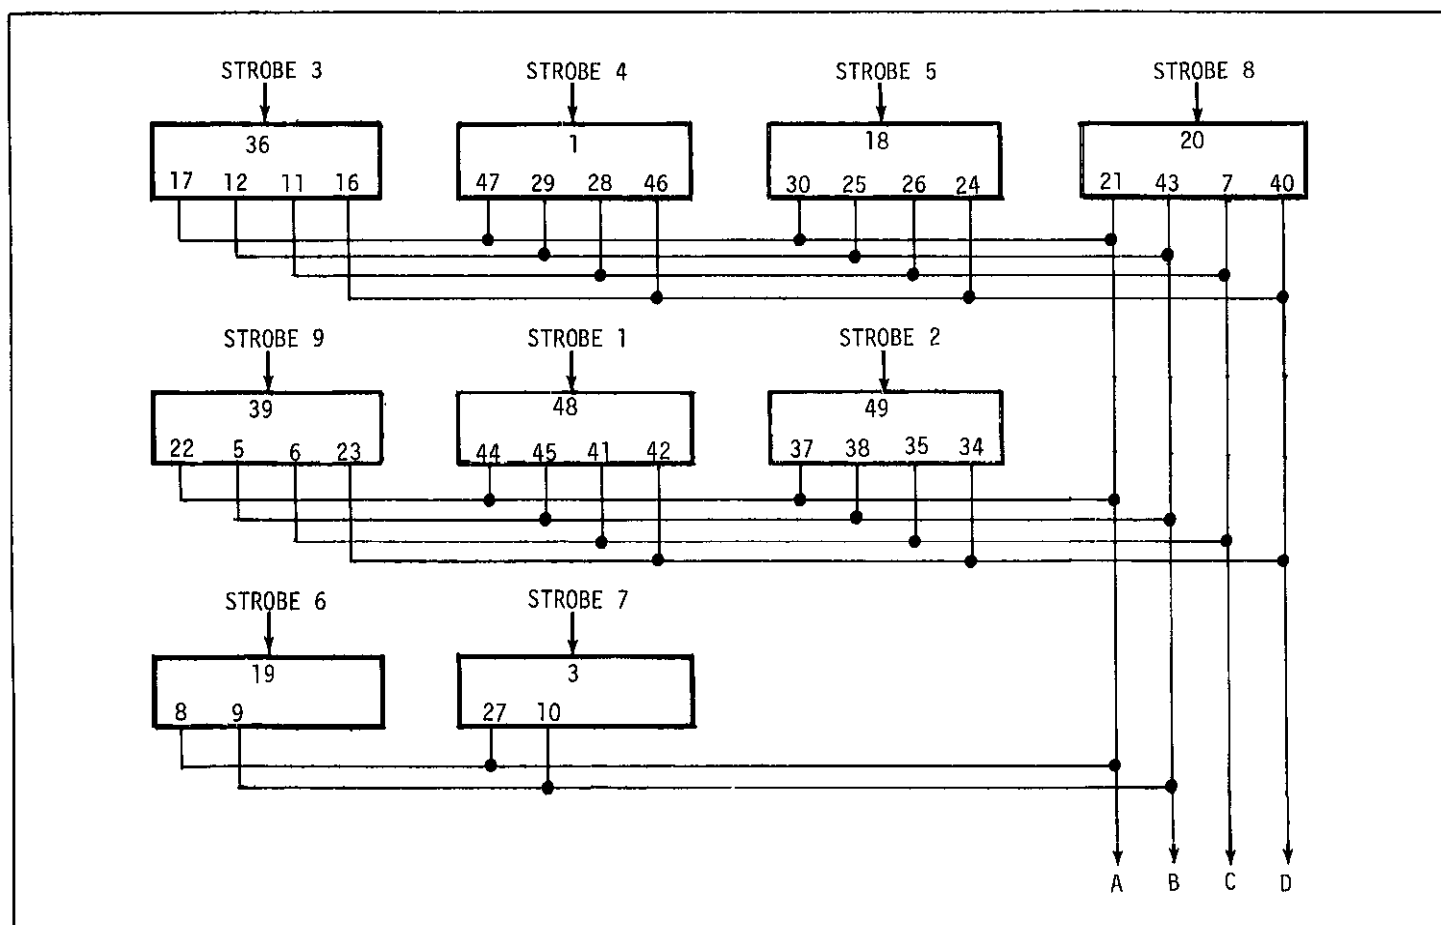 STROBE 3 STROBE 4 STROBE 5 STROBE 8
36 1 18 20
17 12 11 16 47 29 28 46 30 25 26 24 21 43 7 40
STROBE 9 STROBE 1 STROBE 2
39 48 49
22 5 6 23 44 45 41 42 37 38 35 34
STROBE 6 STROBE 7
19 3
8 9 27 10
A B C D